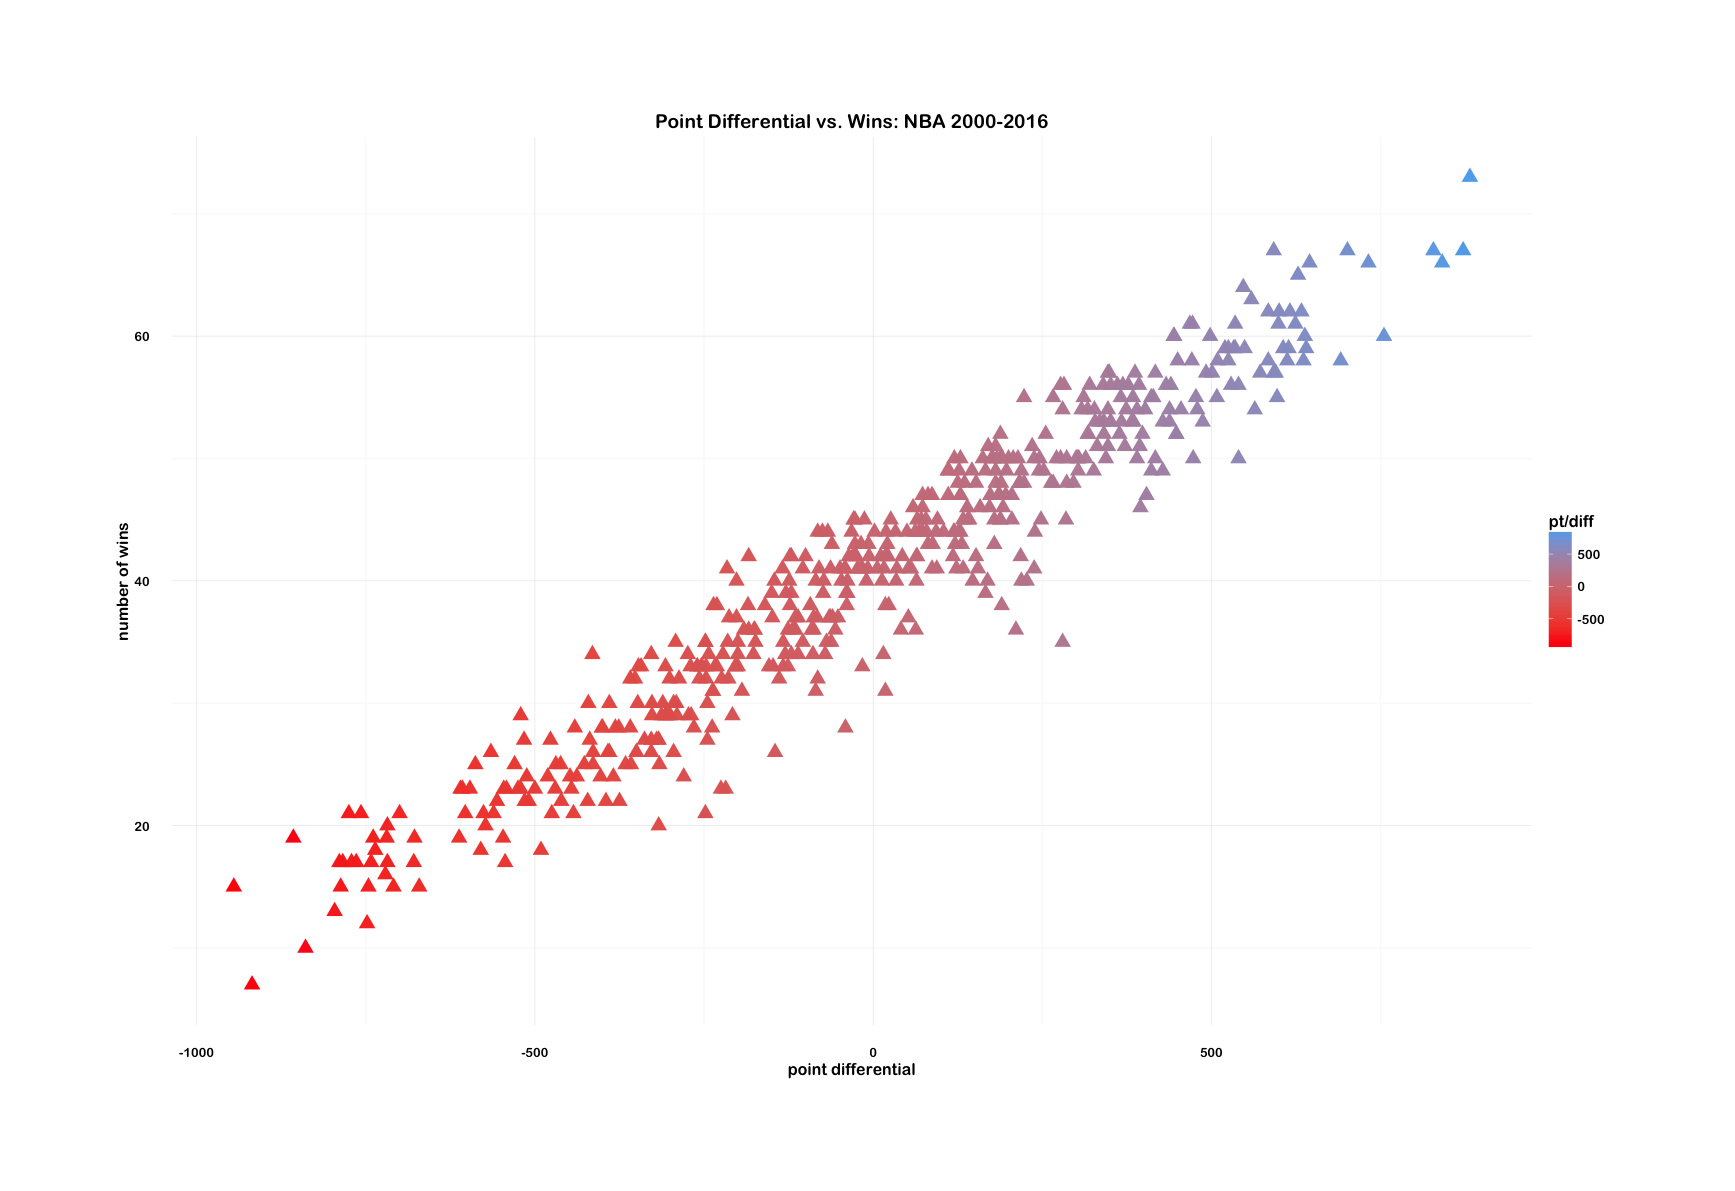 Point Differential vs. Wins: NBA 2000-2016
number of wins
60
40
20
-1000 -500 0 500
point differential
pt/diff
500
0
-500